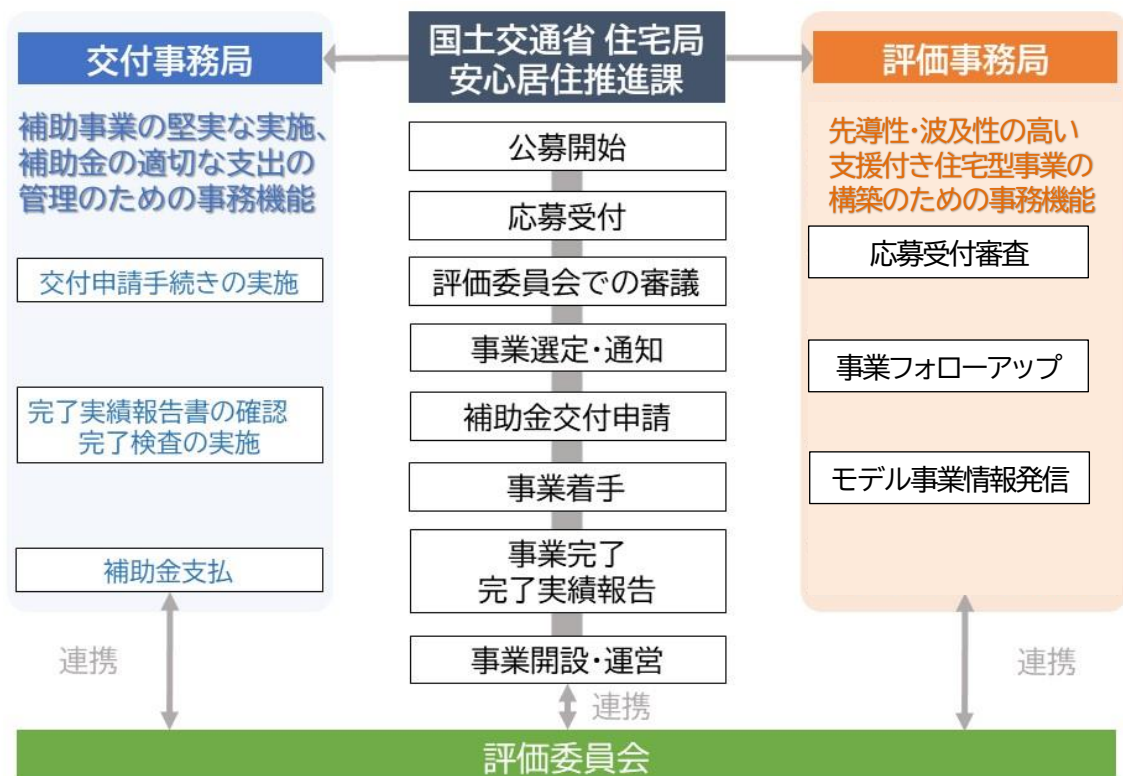 交付事務局
補助事業の堅実な実施、
補助金の適切な支出の
管理のための事務機能
交付申請手続きの実施
完了実績報告書の確認
完了検査の実施
補助金支払
連携
国土交通省 住宅局
安心居住推進課
公募開始
応募受付
評価委員会での審議
事業選定・通知
補助金交付申請
事業着手
事業完了
完了実績報告
事業開設・運営
連携
評価事務局
先導性・波及性の高い
支援付き住宅型事業の
構築のための事務機能
応募受付審査
事業フォローアップ
モデル事業情報発信
連携
評価委員会